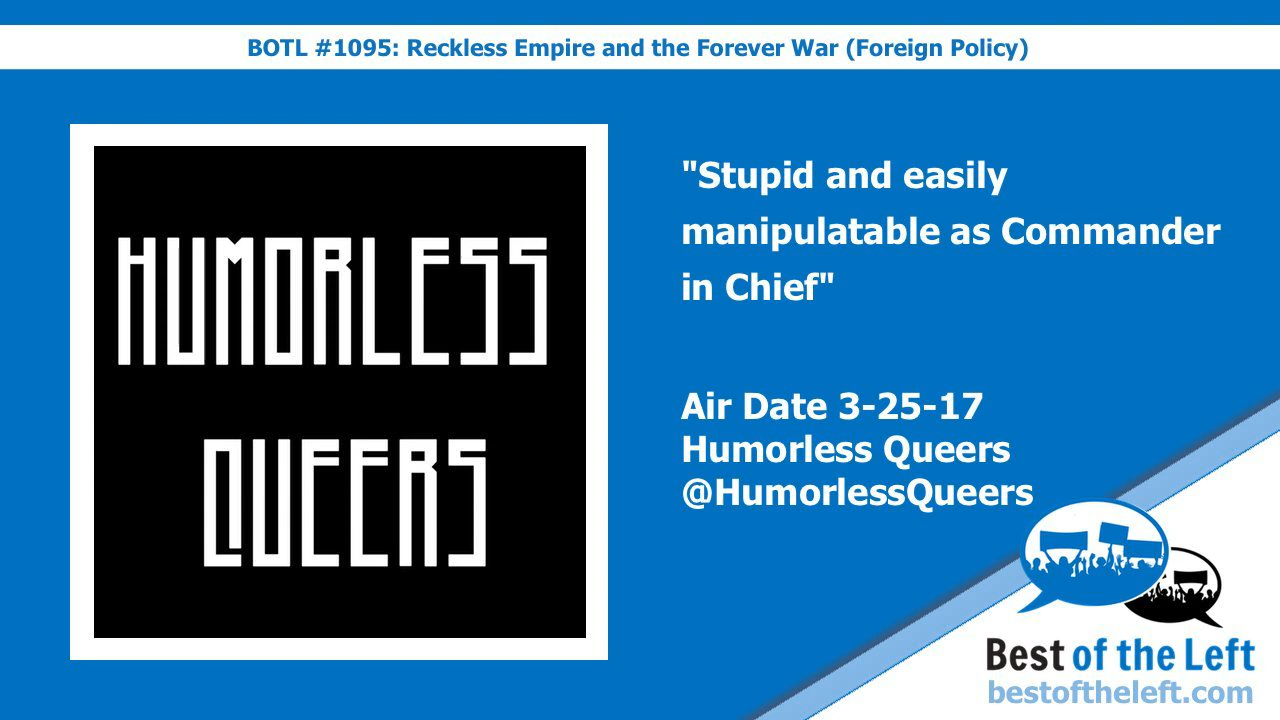 BOTL #1095: Reckless Empire and the Forever War (Foreign Policy)
HUMORLESS
QUEERS
"Stupid and easily
manipulatable as Commander
in Chief"
Air Date 3-25-17
Humorless Queers
@HumorlessQueers
Best of the Left
bestoftheleft.com